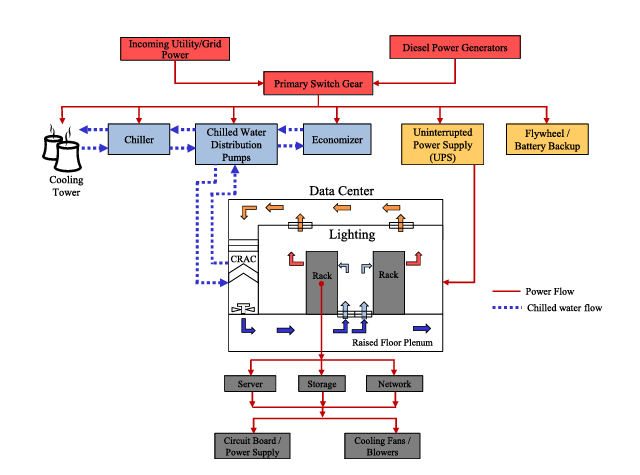 Incoming Utility/Grid
Power
Diesel Power Generators
Primary Switch Gear
Chiller
Chilled Water
Distribution
Pumps
Economizer
Uninterrupted
Power Supply
(UPS)
Flywheel /
Battery Backup
Cooling
Tower
Data Center
Lighting
CRAC
Rack
Rack
Power Flow
Chilled water flow
Raised Floor Plenum
Server
Storage
Network
Circuit Board /
Power Supply
Cooling Fans /
Blowers